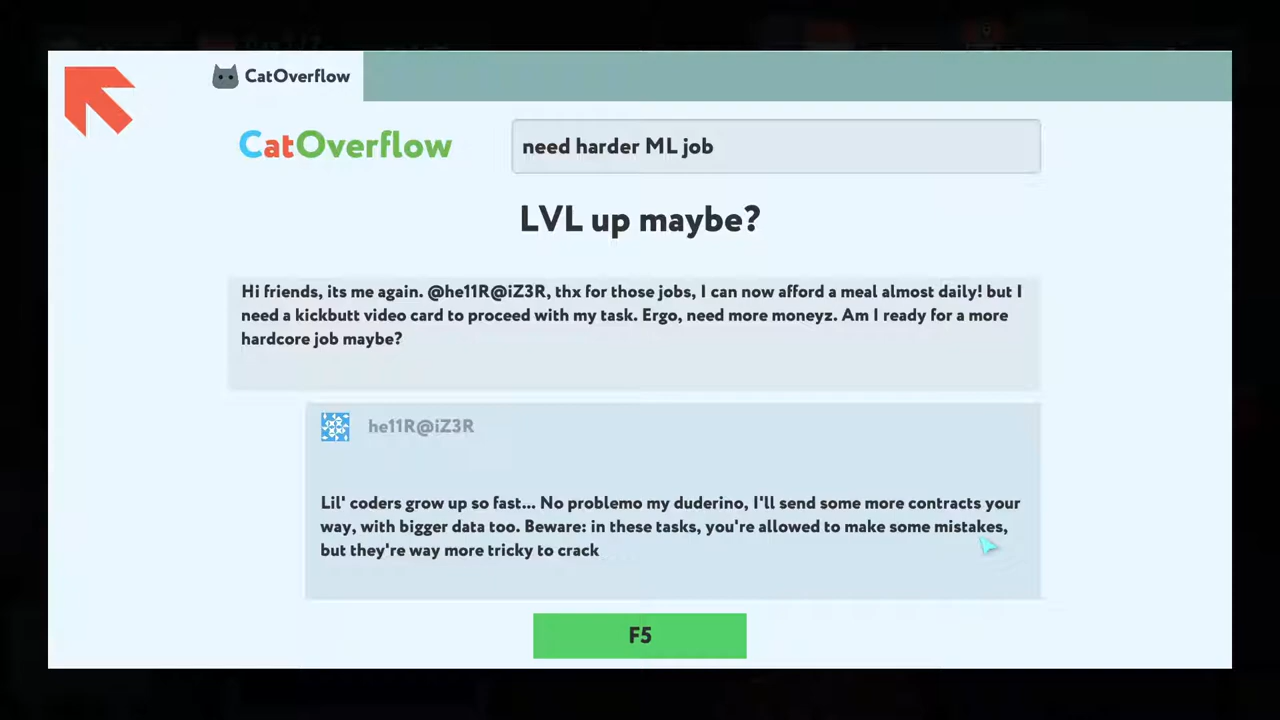 CatOverflow
CatOverflow
need harder ML job
LVL up maybe?
Hi friends, its me again. @he11R@iZ3R, thx for those jobs, I can now afford a meal almost daily! but I
need a kickbutt video card to proceed with my task. Ergo, need more moneyz. Am I ready for a more
hardcore job maybe?
he11R@iZ3R
Lil' coders grow up so fast... No problemo my duderino, I'll send some more contracts your
way, with bigger data too. Beware: in these tasks, you're allowed to make some mistakes,
but they're way more tricky to crack
F5